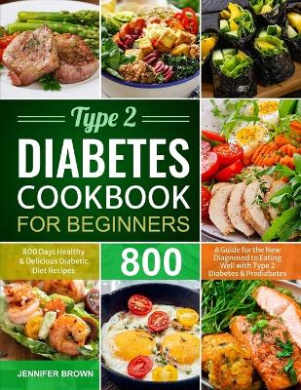 Type 2
DIABETES
COOKBOOK
FOR BEGINNERS
800 Days Healthy
& Delicious Diabetic
Diet Recipes
800
A Guide for the New
Diagnosed to Eating
Well with Type 2
Diabetes & Prediabetes
JENNIFER BROWN